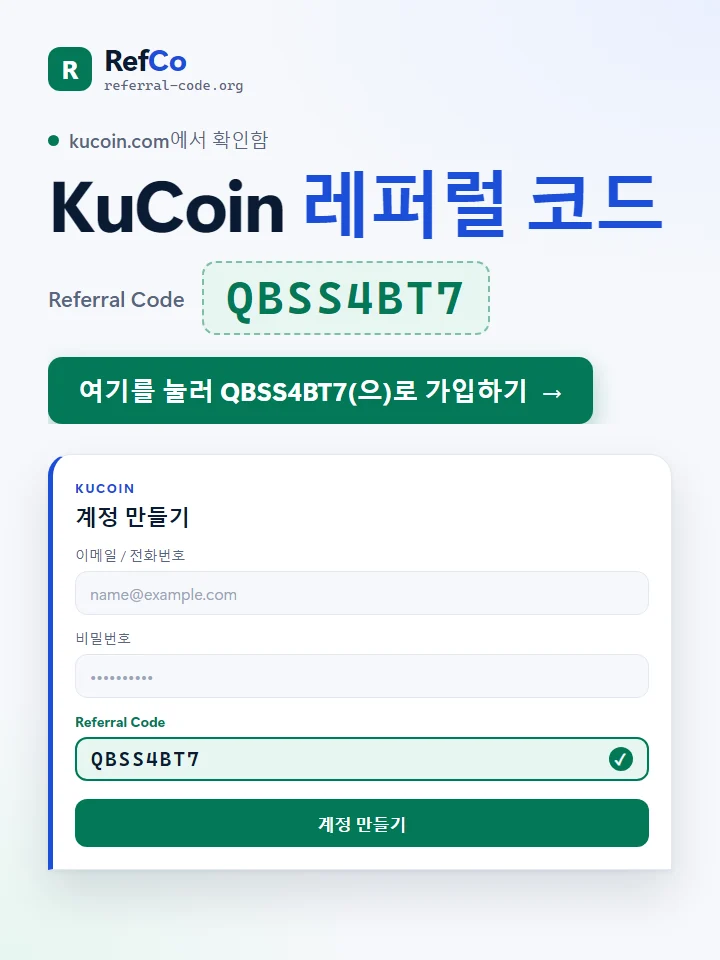 R
RefCo
referral-code.org
kucoin.com에서 확인함
KuCoin 레퍼럴 코드
Referral Code QBSS4BT7
여기를 눌러 QBSS4BT7(으)로 가입하기 →
KUCOIN
계정 만들기
이메일 / 전화번호
name@example.com
비밀번호
••••••••••
Referral Code
QBSS4BT7
계정 만들기